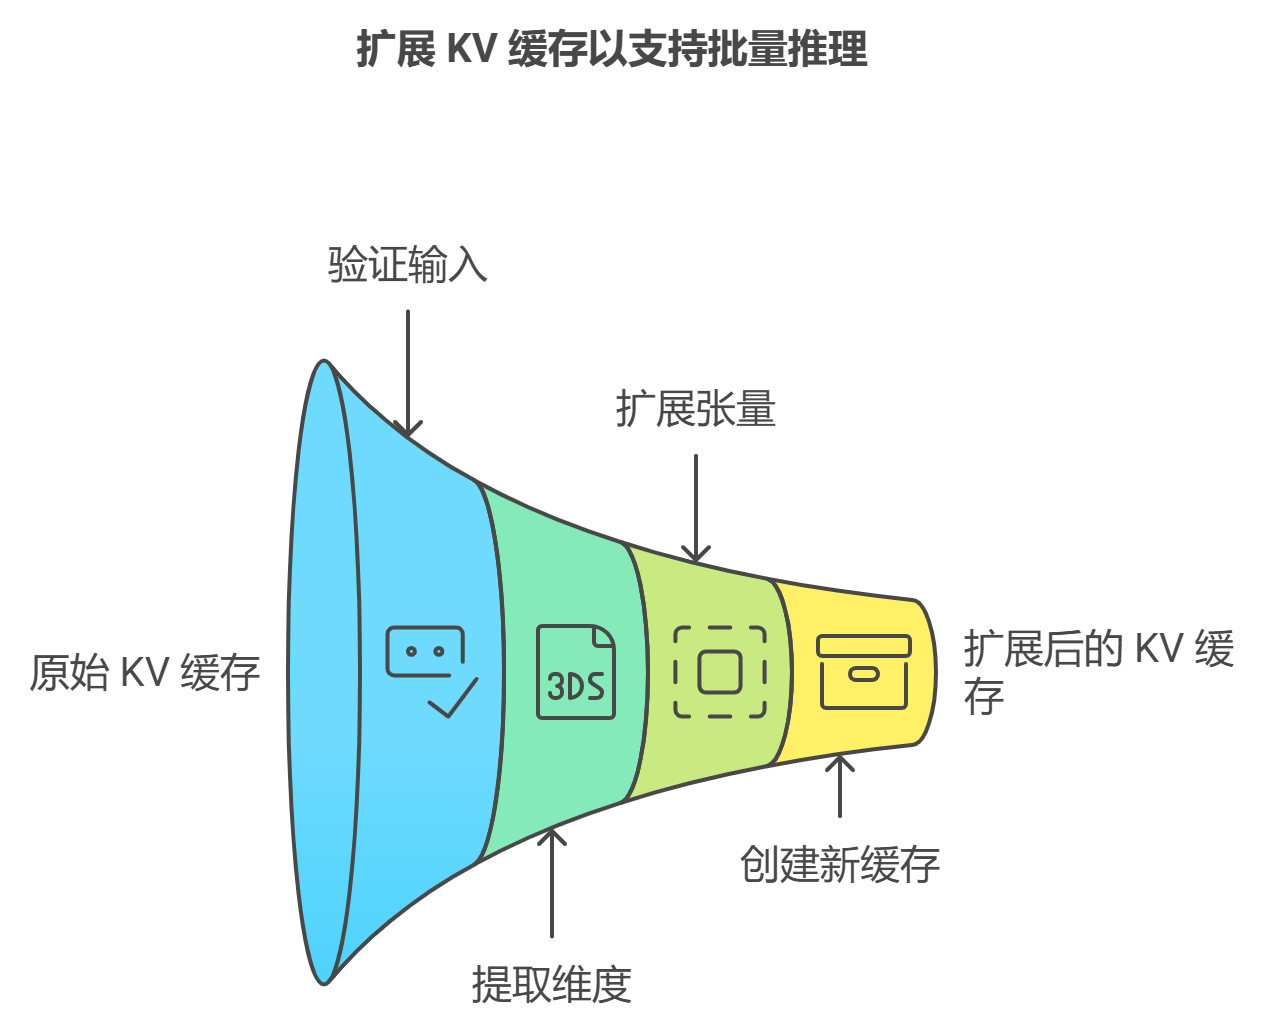 扩展 KV 缓存以支持批量推理
验证输入
扩展张量
原始 KV 缓存
3DS
扩展后的 KV 缓
存
创建新缓存
提取维度